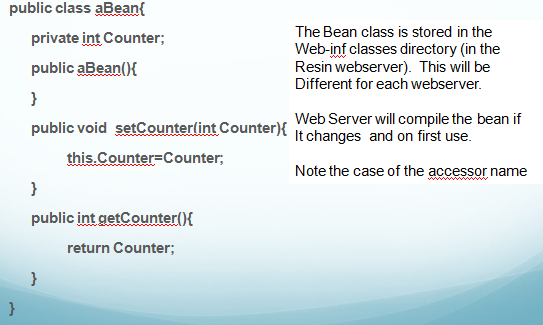 public class aBean{
private int Counter;
public aBean(){
}
public void setCounter(int Counter){
this.Counter=Counter;
}
public int getCounter(){
return Counter;
}
}
The Bean class is stored in the
Web-inf classes directory (in the
Resin webserver). This will be
Different for each webserver.
Web Server will compile the bean if
It changes and on first use.
Note the case of the accessor name